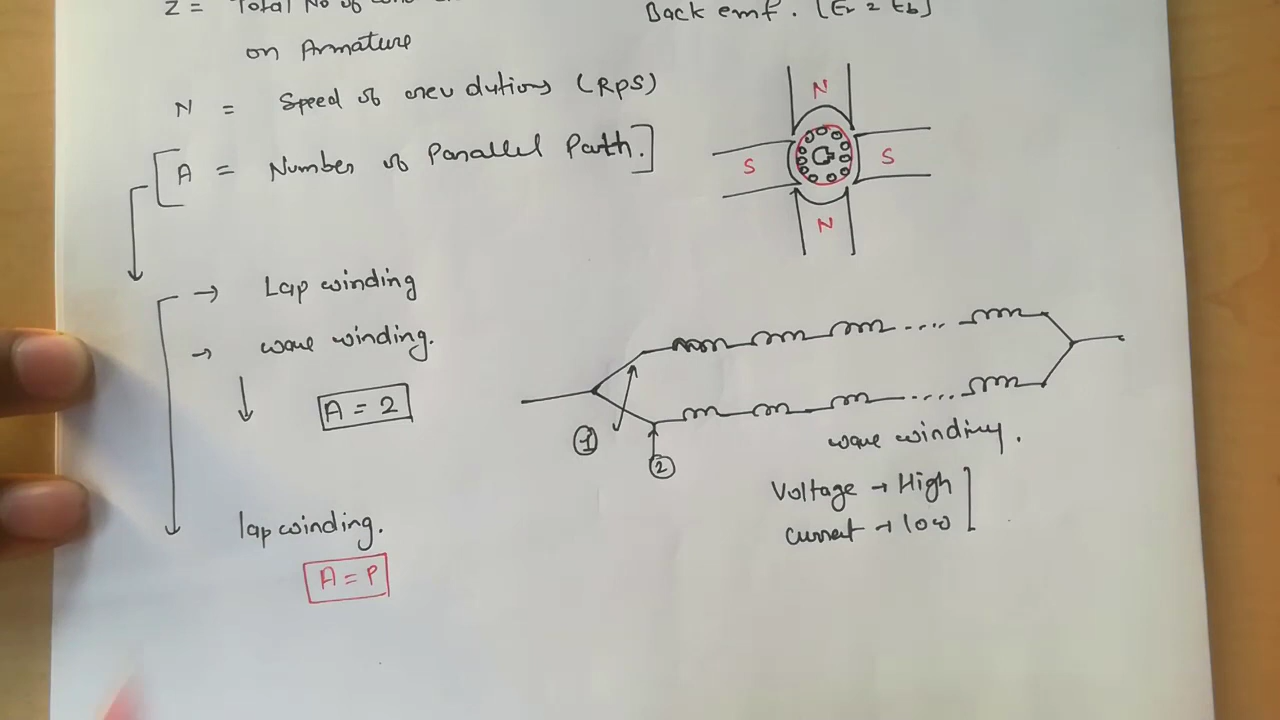 Z = Total No of
on Armature
N = Speed of revolutions (RPS)
[A = Number of Parallel Path.]
→ Lap winding
→ wave winding.
A = 2
lap winding.
A = P
Back emf. [Er = Eb]
N
S
S
N
1
2
wave winding.
Voltage → High
Current → low